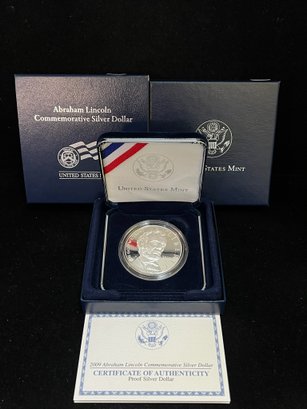 Abraham Lincoln
Commemorative Silver Dollar
UNITED STATES
STATES MINT
UNITED STATES MINT
2009 Abraham Lincoln Commemorative Silver Dollar
CERTIFICATE OF AUTHENTICITY
Proof Silver Dollar